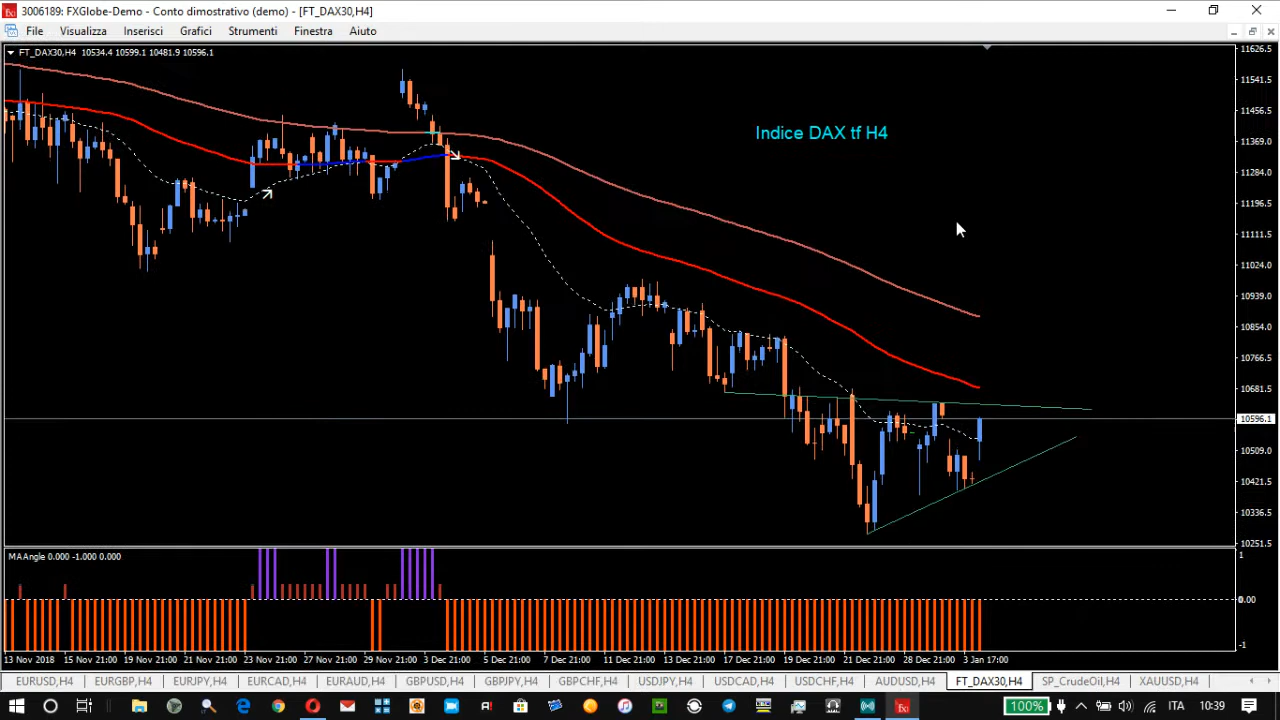 3006189: FXGlobe-Demo - Conto dimostrativo (demo) - [FT_DAX30,H4]
File Visualizza Inserisci Grafici Strumenti Finestra Aiuto
FT_DAX30,H4 10534.4 10599.1 10481.9 10596.1
Indice DAX tf H4
11626.5
11541.5
11456.5
11369.0
11284.0
11196.5
11111.5
11024.0
10939.0
10854.0
10766.5
10681.5
10596.1
10509.0
10421.5
10336.5
10251.5
MAAngle 0.000 -1.000 0.000
1
0.00
-1
13 Nov 2018 15 Nov 21:00 19 Nov 21:00 21 Nov 21:00 23 Nov 21:00 27 Nov 21:00 29 Nov 21:00 3 Dec 21:00 5 Dec 21:00 7 Dec 21:00 11 Dec 21:00 13 Dec 21:00 17 Dec 21:00 19 Dec 21:00 21 Dec 21:00 28 Dec 21:00 3 Jan 17:00
EURUSD,H4 EURGBP,H4 EURJPY,H4 EURCAD,H4 EURAUD,H4 GBPUSD,H4 GBPJPY,H4 GBPCHF,H4 USDJPY,H4 USDCAD,H4 USDCHF,H4 AUDUSD,H4 FT_DAX30,H4 SP_CrudeOil,H4 XAUUSD,H4
100% ITA 10:39